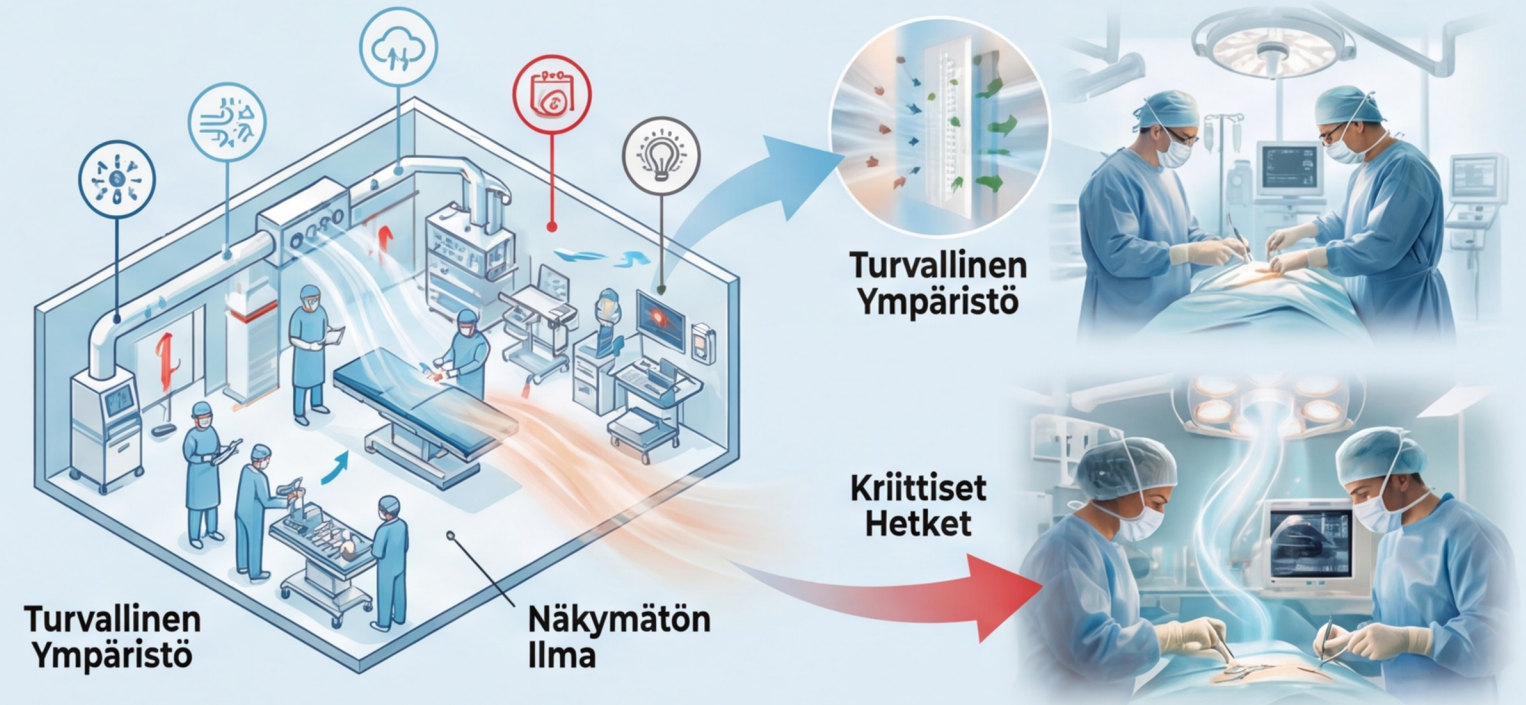 Turvallinen
Ympäristö
Kriittiset
Hetket
Turvallinen
Ympäristö
Näkymätön
Ilma